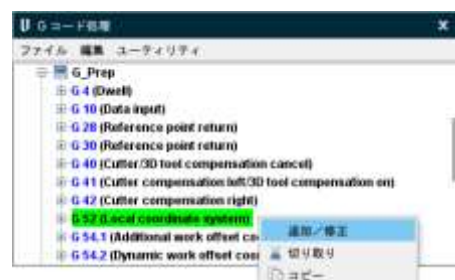 G コード処理
ファイル 編集 ユーティリティ
G_Prep
G 4 (Dwell)
G 10 (Data input)
G 28 (Reference point return)
G 30 (Reference point return)
G 40 (Cutter/3D tool compensation cancel)
G 41 (Cutter compensation left/3D tool compensation on)
G 42 (Cutter compensation right)
G 52 (Local coordinate system)
追加／修正
G 54.1 (Additional work offset co
切り取り
G 54.2 (Dynamic work offset coor
コピー